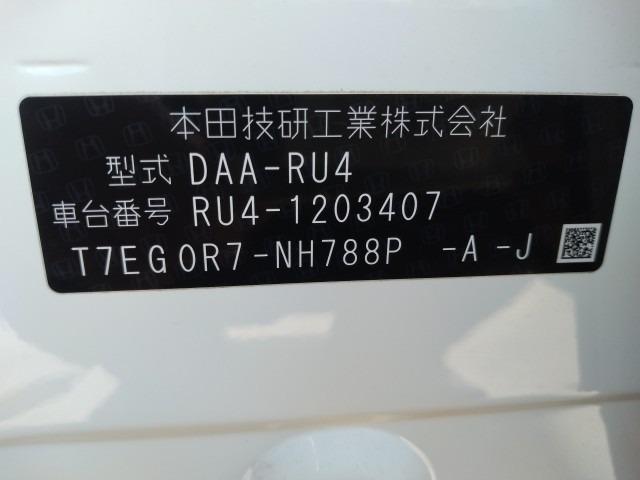 本田技研工業株式会社
型式 DAA-RU4
車台番号 RU4-1203407
T7EG0R7-NH788P -A -J